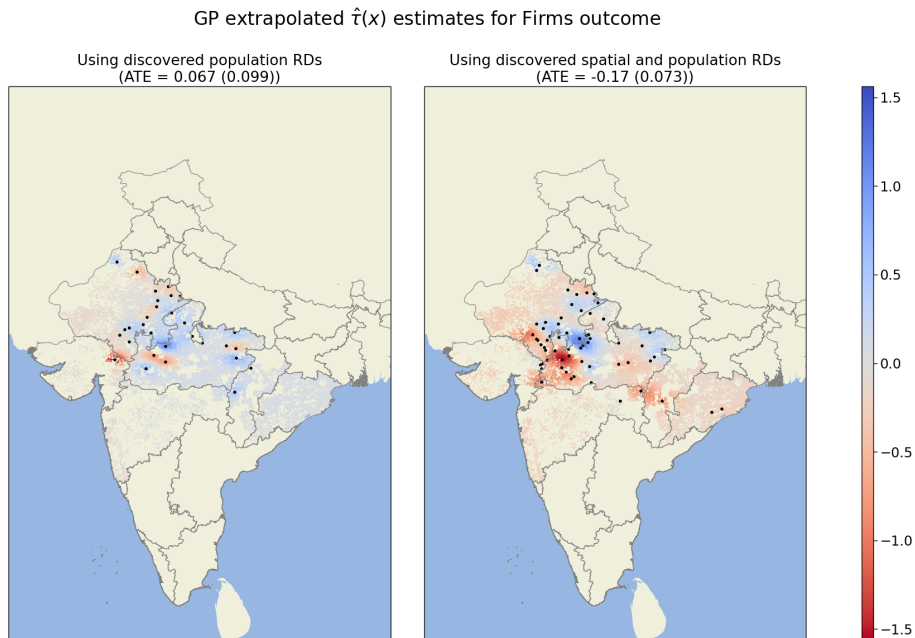 GP extrapolated τ̂(x) estimates for Firms outcome
Using discovered population RDs
(ATE = 0.067 (0.099))
Using discovered spatial and population RDs
(ATE = -0.17 (0.073))
1.5
1.0
0.5
0.0
−0.5
−1.0
−1.5